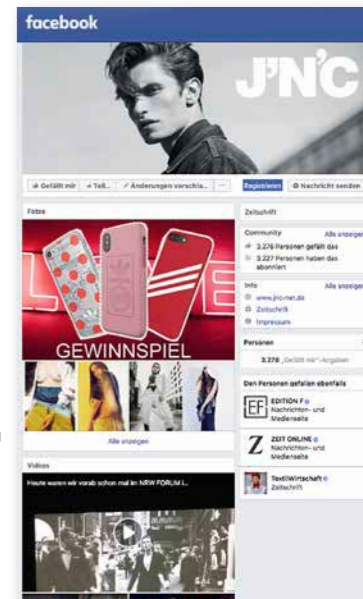 facebook
J'N'C
Gefällt mir
Teil...
Änderungen vorschla...
Registrieren
Nachricht senden
Fotos
GEWINNSPIEL
Alle anzeigen
Videos
Heute waren wir vorab schon mal im NRW FORUM i...
Zeitschrift
Community
Alle anzeigen
3.276 Personen gefällt das
3.227 Personen haben das
abonniert
Info
Alle anzeigen
www.jnc-net.de
Zeitschrift
Impressum
Personen
3.278 „Gefällt mir"-Angaben
Den Personen gefallen ebenfalls
EF
EDITION F
Nachrichten- und
Medienseite
Z
ZEIT ONLINE
Nachrichten- und
Medienseite
TextilWirtschaft
Zeitschrift